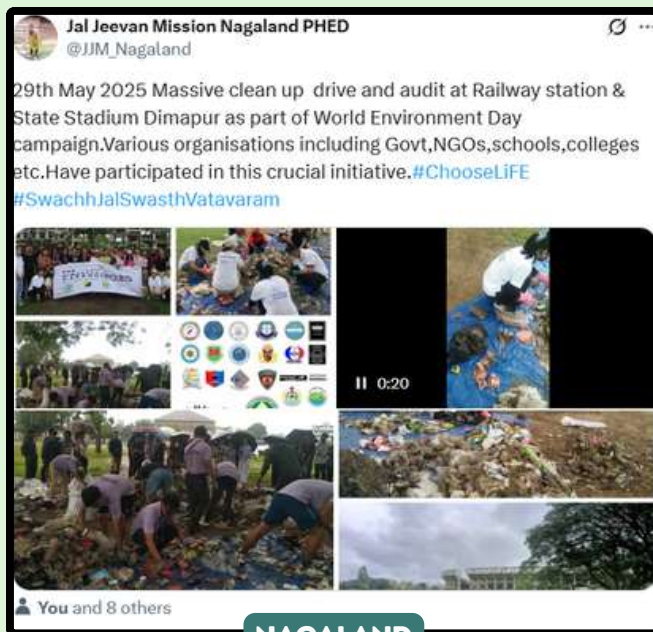 Jal Jeevan Mission Nagaland PHED
@JJM_Nagaland
29th May 2025 Massive clean up drive and audit at Railway station &
State Stadium Dimapur as part of World Environment Day
campaign.Various organisations including Govt,NGOs,schools,colleges
etc.Have participated in this crucial initiative.#ChooseLiFE
#SwachhJalSwasthVatavaram
0:20
You and 8 others
NAGALAND